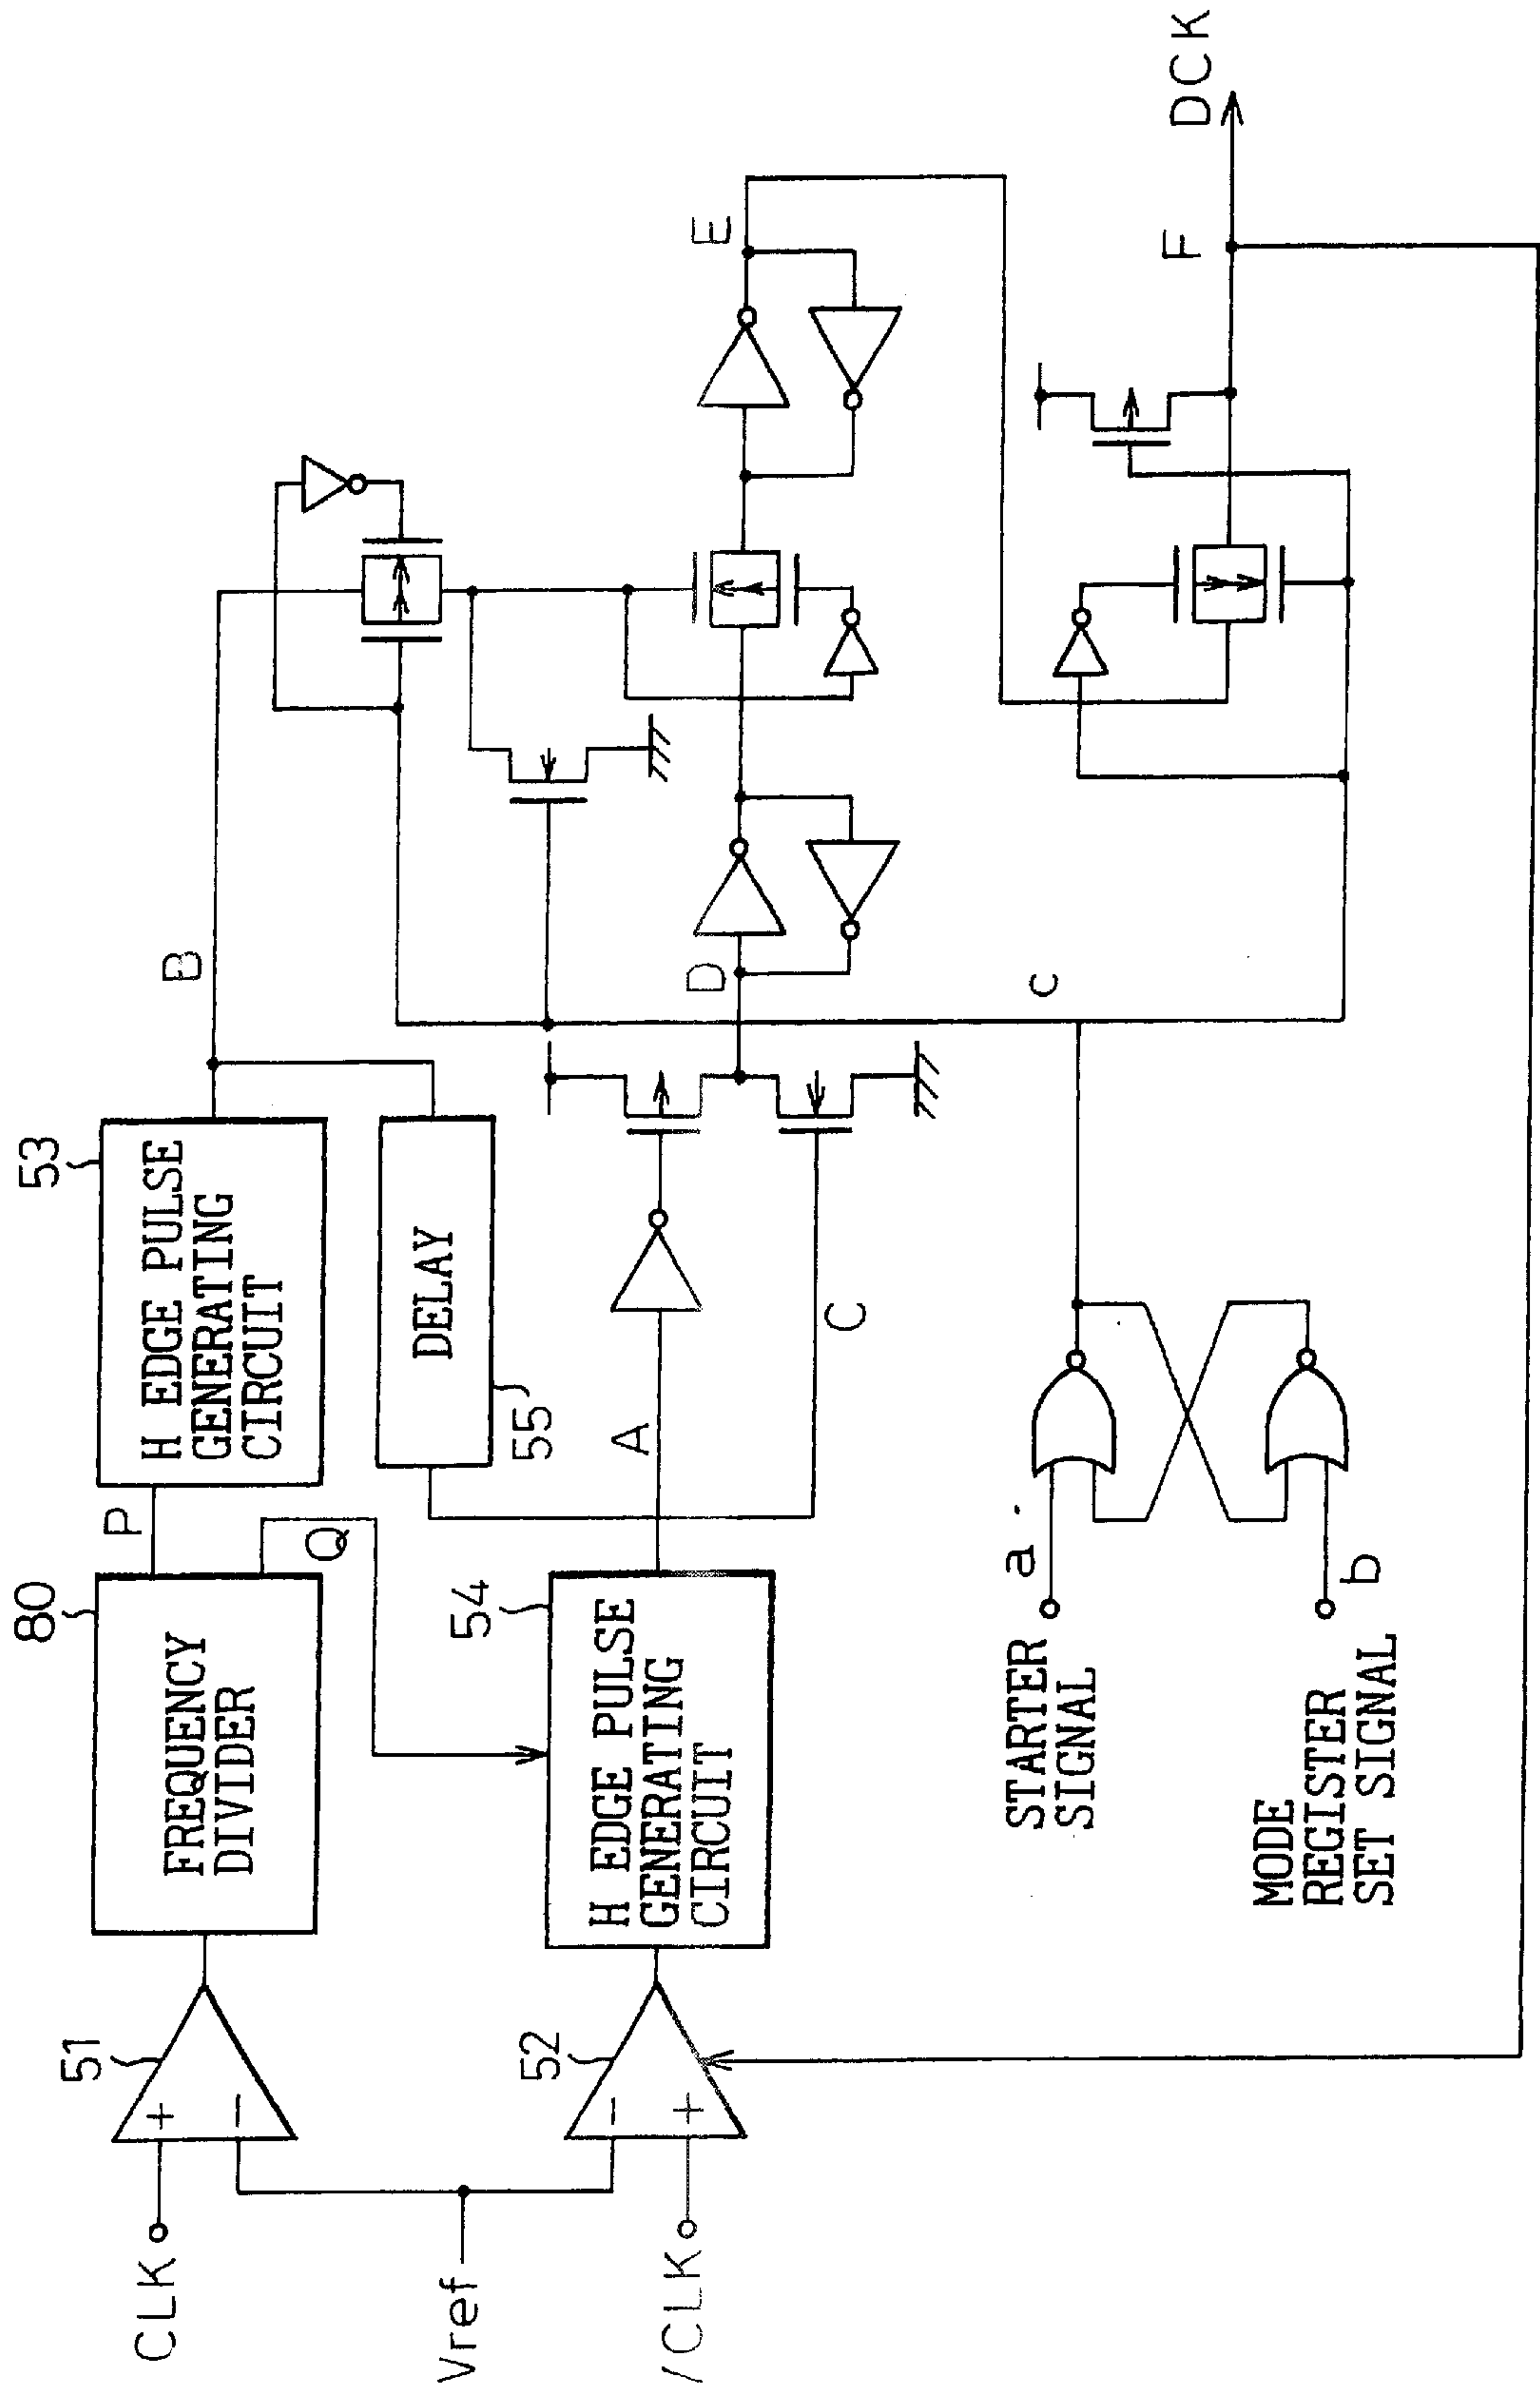 CLK
Vref
/CLK
51
+
−
52
−
+
80
FREQUENCY
DIVIDER
P
Q
53
H EDGE PULSE
GENERATING
CIRCUIT
54
H EDGE PULSE
GENERATING
CIRCUIT
DELAY
55
A
B
C
D
E
F
DCK
c
STARTER
SIGNAL
a
MODE
REGISTER
SET SIGNAL
b